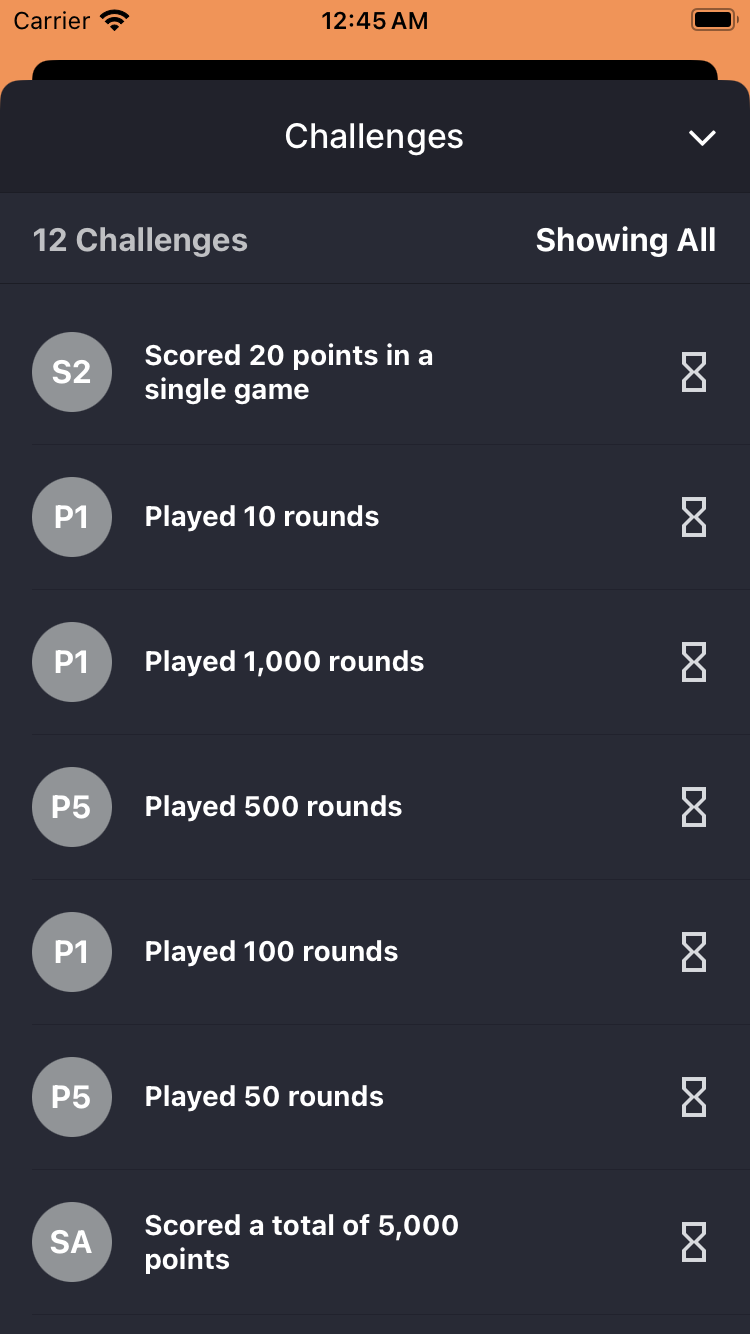 Carrier 12:45 AM
Challenges
12 Challenges Showing All
S2 Scored 20 points in a
single game
P1 Played 10 rounds
P1 Played 1,000 rounds
P5 Played 500 rounds
P1 Played 100 rounds
P5 Played 50 rounds
SA Scored a total of 5,000
points